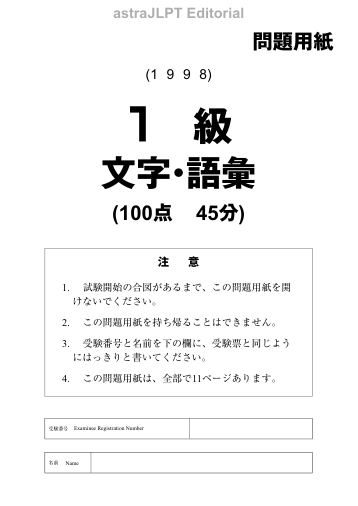 astraJLPT Editorial
問題用紙
(１９９８)
１ 級
文字・語彙
(100点　45分)
注　意
1.　試験開始の合図があるまで、この問題用紙を開
けないでください。
2.　この問題用紙を持ち帰ることはできません。
3.　受験番号と名前を下の欄に、受験票と同じよう
にはっきりと書いてください。
4.　この問題用紙は、全部で11ページあります。
受験番号　Examinee Registration Number
名前　Name